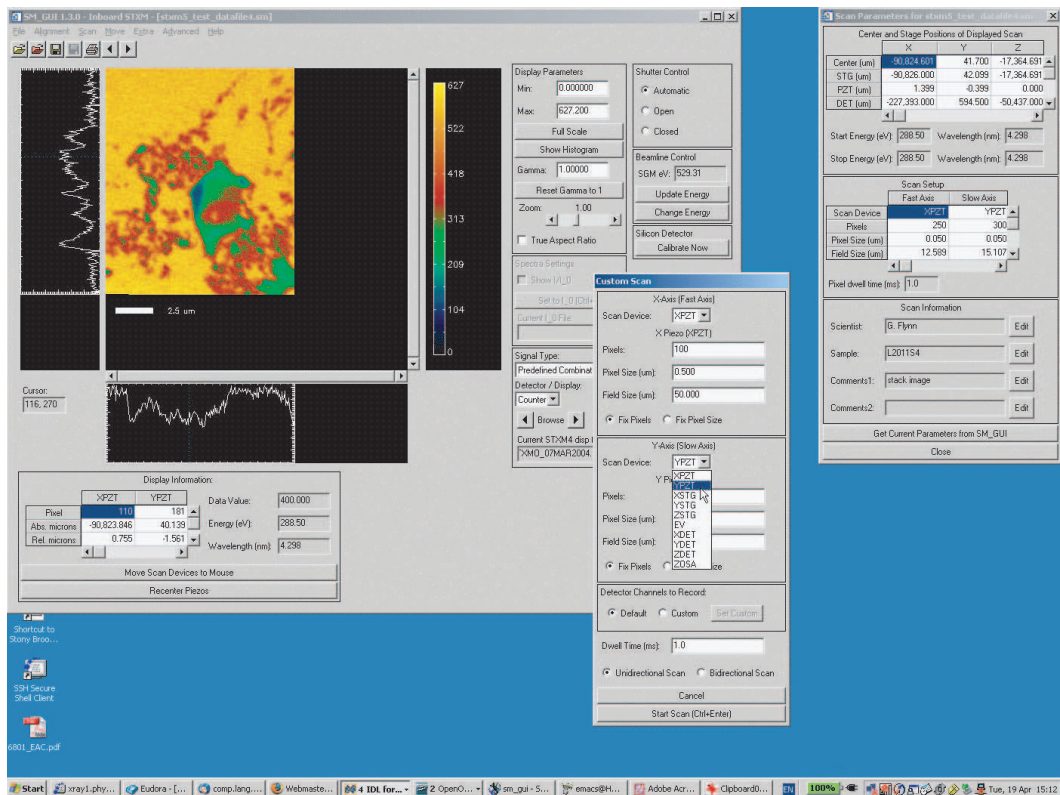 SM_GUI 1.3.0 - Inboard STXM - [stxm5_test_datafile4.sm]
File Alignment Scan Move Extra Advanced Help
627
522
418
313
209
104
0
2.5 um
Cursor:
116, 270
Display Parameters
Min: 0.000000
Max: 627.200
Full Scale
Show Histogram
Gamma: 1.00000
Reset Gamma to 1
Zoom: 1.00
True Aspect Ratio
Spectra Settings
Show I/I_0
Set to I_0 (Ctrl+
Current I_0 File:
Signal Type:
Predefined Combinat
Detector / Display:
Counter
Browse
Current STXM4 disp f
"XMO_07MAR2004.
Shutter Control
Automatic
Open
Closed
Beamline Control
SGM eV: 529.31
Update Energy
Change Energy
Silicon Detector
Calibrate Now
Display Information:
XPZT YPZT
Pixel 110 181
Abs. microns -90,823.846 40.139
Rel. microns 0.755 -1.561
Data Value: 400.000
Energy (eV): 288.50
Wavelength (nm): 4.298
Move Scan Devices to Mouse
Recenter Piezos
Custom Scan
X-Axis (Fast Axis)
Scan Device: XPZT
X Piezo (XPZT)
Pixels: 100
Pixel Size (um): 0.500
Field Size (um): 50.000
Fix Pixels Fix Pixel Size
Y-Axis (Slow Axis)
Scan Device: YPZT
XPZT
YPZT
XSTG
YSTG
ZSTG
EV
XDET
YDET
ZDET
ZOSA
Y Pi
Pixels:
Pixel Size (um):
Field Size (um):
Fix Pixels ize
Detector Channels to Record:
Default Custom Set Custom
Dwell Time (ms): 1.0
Unidirectional Scan Bidirectional Scan
Cancel
Start Scan (Ctrl+Enter)
Scan Parameters for stxm5_test_datafile4.sm
Center and Stage Positions of Displayed Scan
X Y Z
Center (um) -90,824.601 41.700 -17,364.691
STG (um) -90,826.000 42.099 -17,364.691
PZT (um) 1.399 -0.399 0.000
DET (um) -227,393.000 594.500 -50,437.000
Start Energy (eV): 288.50 Wavelength (nm): 4.298
Stop Energy (eV): 288.50 Wavelength (nm): 4.298
Scan Setup
Fast Axis Slow Axis
Scan Device XPZT YPZT
Pixels 250 300
Pixel Size (um) 0.050 0.050
Field Size (um) 12.589 15.107
Pixel dwell time (ms): 1.0
Scan Information
Scientist: G. Flynn Edit
Sample: L2011S4 Edit
Comments1: stack image Edit
Comments2: Edit
Get Current Parameters from SM_GUI
Close
Shortcut to
Stony Broo...
SSH Secure
Shell Client
6801_EAC.pdf
Start xray1.phy... Eudora - [... comp.lang.... Webmaste... 4 IDL for... 2 OpenO... sm_gui - S... emacs@H... Adobe Acr... Clipboard0... EN 100% Tue, 19 Apr 15:12